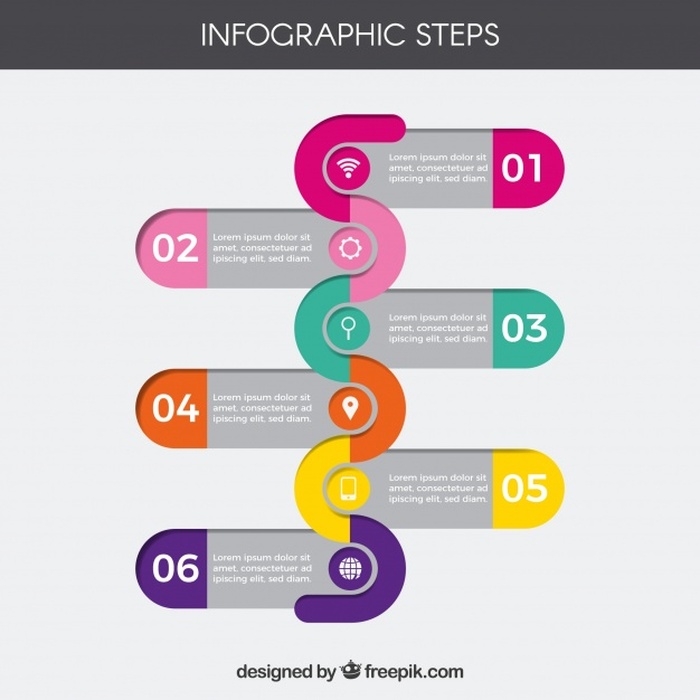 INFOGRAPHIC STEPS
Lorem ipsum dolor sit
amet, consectetuer ad
ipiscing elit, sed diam.
01
02
Lorem ipsum dolor sit
amet, consectetuer ad
ipiscing elit, sed diam.
Lorem ipsum dolor sit
amet, consectetuer ad
ipiscing elit, sed diam.
03
04
Lorem ipsum dolor sit
amet, consectetuer ad
ipiscing elit, sed diam.
Lorem ipsum dolor sit
amet, consectetuer ad
ipiscing elit, sed diam.
05
06
Lorem ipsum dolor sit
amet, consectetuer ad
ipiscing elit, sed diam.
designed by freepik.com